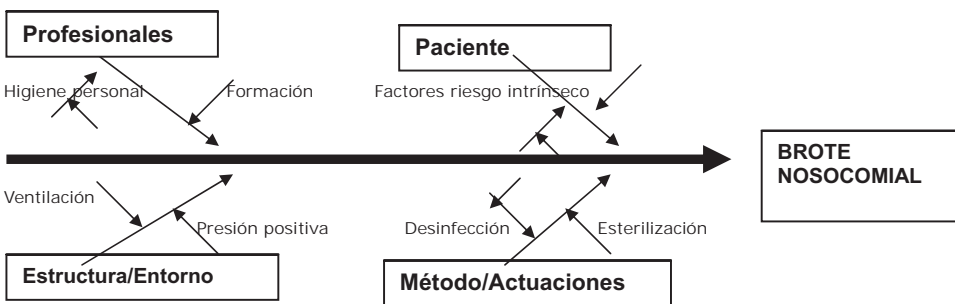 Profesionales
Paciente
Higiene personal
Formación
Factores riesgo intrínseco
BROTE
NOSOCOMIAL
Ventilación
Presión positiva
Desinfección
Esterilización
Estructura/Entorno
Método/Actuaciones